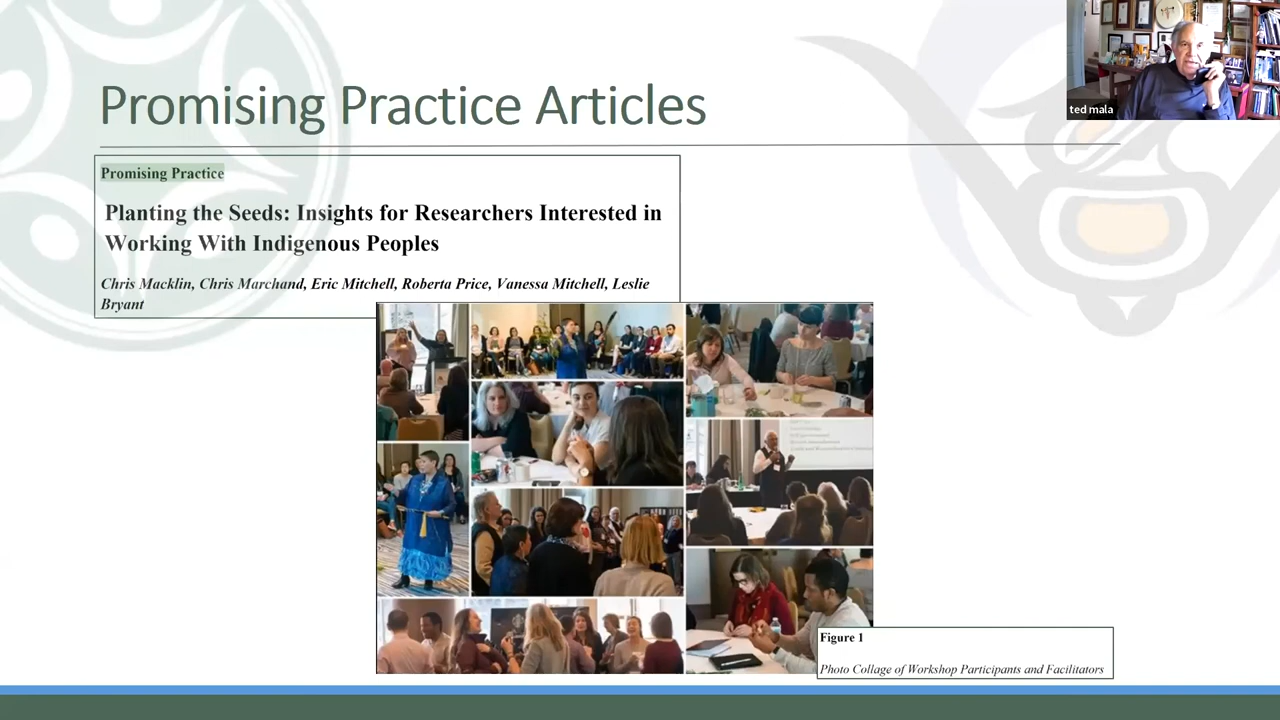 ted mala
Promising Practice Articles
Promising Practice
Planting the Seeds: Insights for Researchers Interested in
Working With Indigenous Peoples
Chris Macklin, Chris Marchand, Eric Mitchell, Roberta Price, Vanessa Mitchell, Leslie
Bryant
Figure 1
Photo Collage of Workshop Participants and Facilitators